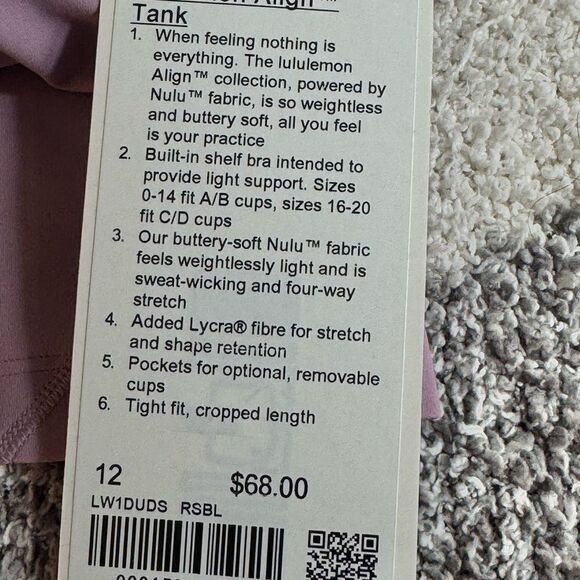 Align™
Tank
1. When feeling nothing is
everything. The lululemon
Align™ collection, powered by
Nulu™ fabric, is so weightless
and buttery soft, all you feel
is your practice
2. Built-in shelf bra intended to
provide light support. Sizes
0-14 fit A/B cups, sizes 16-20
fit C/D cups
3. Our buttery-soft Nulu™ fabric
feels weightlessly light and is
sweat-wicking and four-way
stretch
4. Added Lycra® fibre for stretch
and shape retention
5. Pockets for optional, removable
cups
6. Tight fit, cropped length
12 $68.00
LW1DUDS RSBL